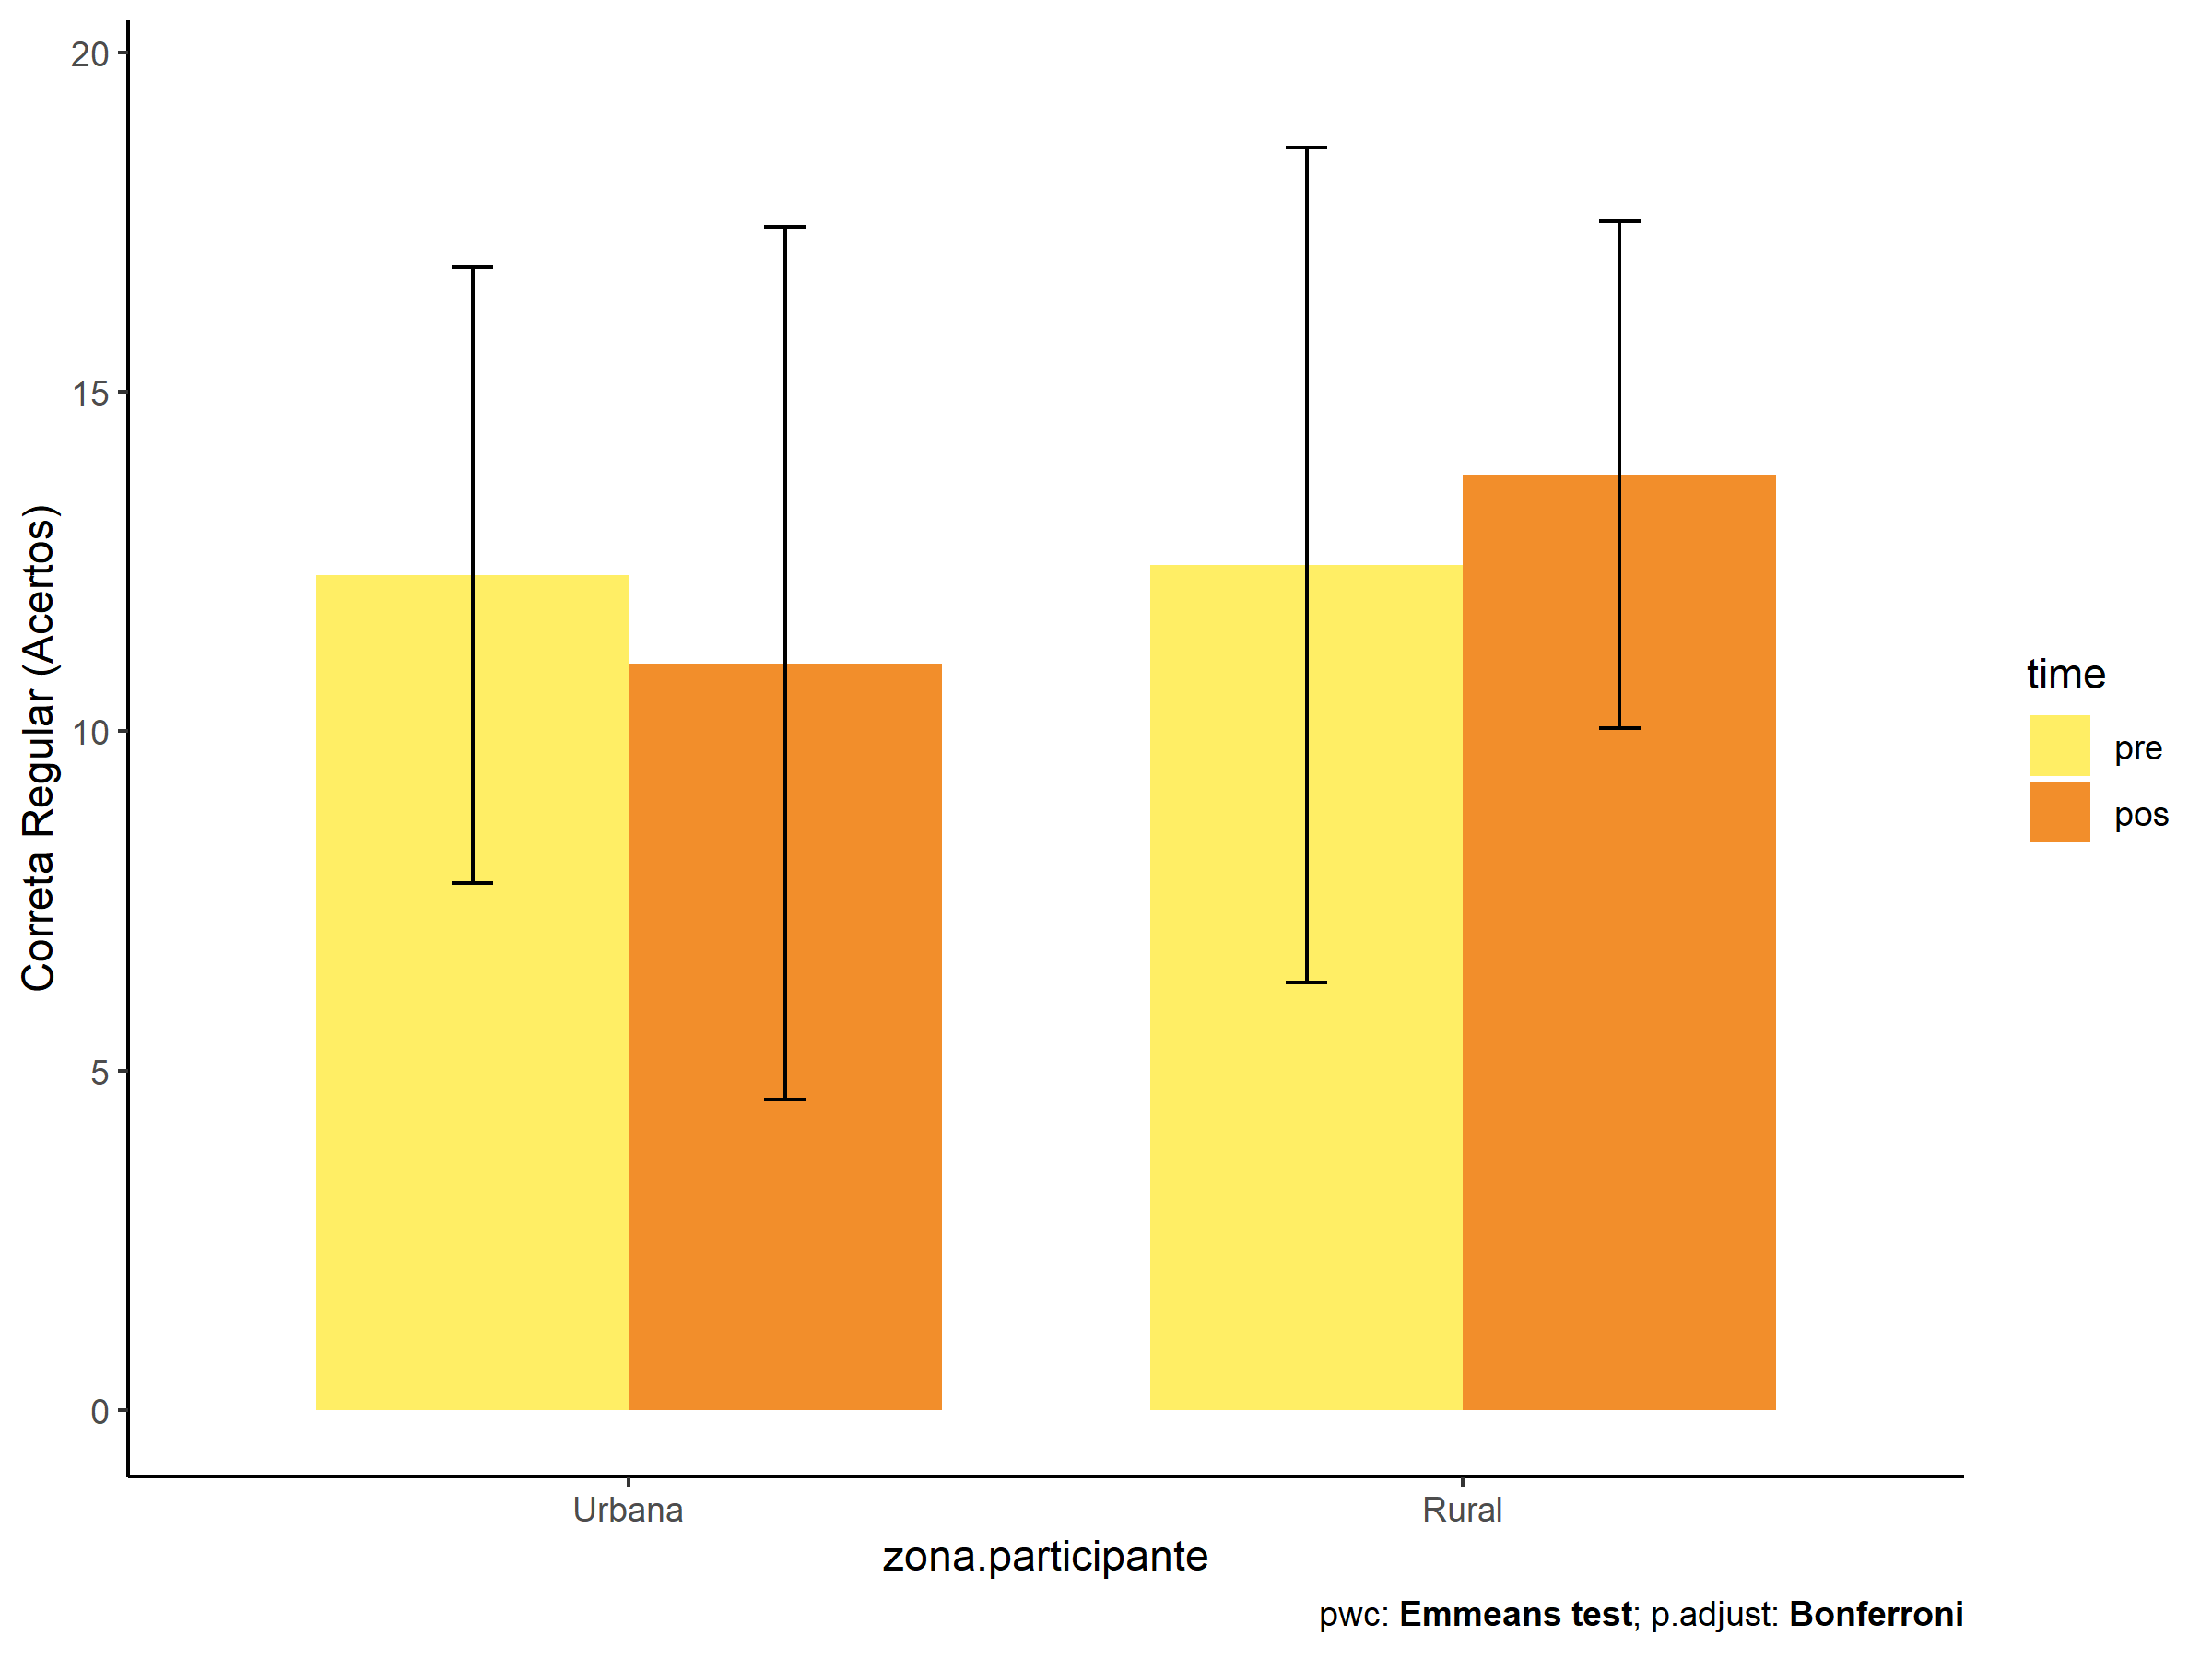 20
15
10
5
0
Correta Regular (Acertos)
Urbana
Rural
zona.participante
time
pre
pos
pwc: Emmeans test; p.adjust: Bonferroni